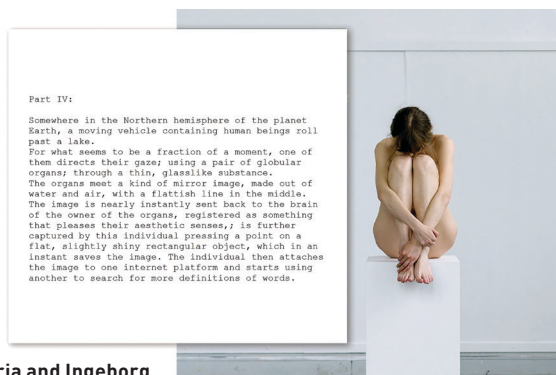 Part IV:
Somewhere in the Northern hemisphere of the planet
Earth, a moving vehicle containing human beings roll
past a lake.
For what seems to be a fraction of a moment, one of
them directs their gaze; using a pair of globular
organs; through a thin, glasslike substance.
The organs meet a kind of mirror image, made out of
water and air, with a flattish line in the middle.
The image is nearly instantly sent back to the brain
of the owner of the organs, registered as something
that pleases their aesthetic senses,; is further
captured by this individual pressing a point on a
flat, slightly shiny rectangular object, which in an
instant saves the image. The individual then attaches
the image to one internet platform and starts using
another to search for more definitions of words.
and Ingeborg